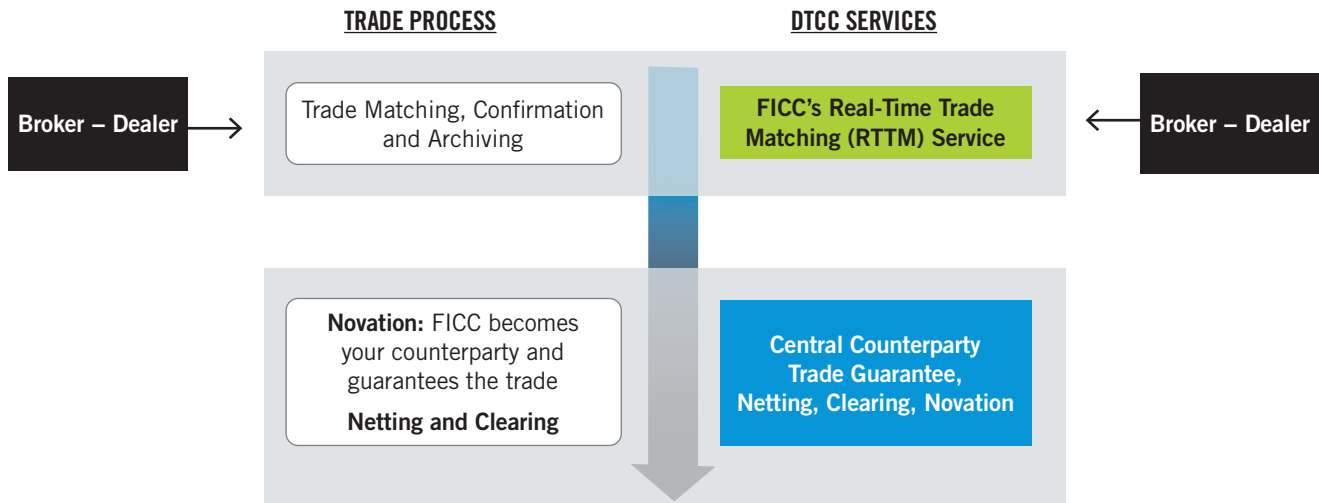 TRADE PROCESS
DTCC SERVICES
Broker – Dealer
Trade Matching, Confirmation
and Archiving
FICC’s Real-Time Trade
Matching (RTTM) Service
Broker – Dealer
Novation: FICC becomes
your counterparty and
guarantees the trade
Netting and Clearing
Central Counterparty
Trade Guarantee,
Netting, Clearing, Novation